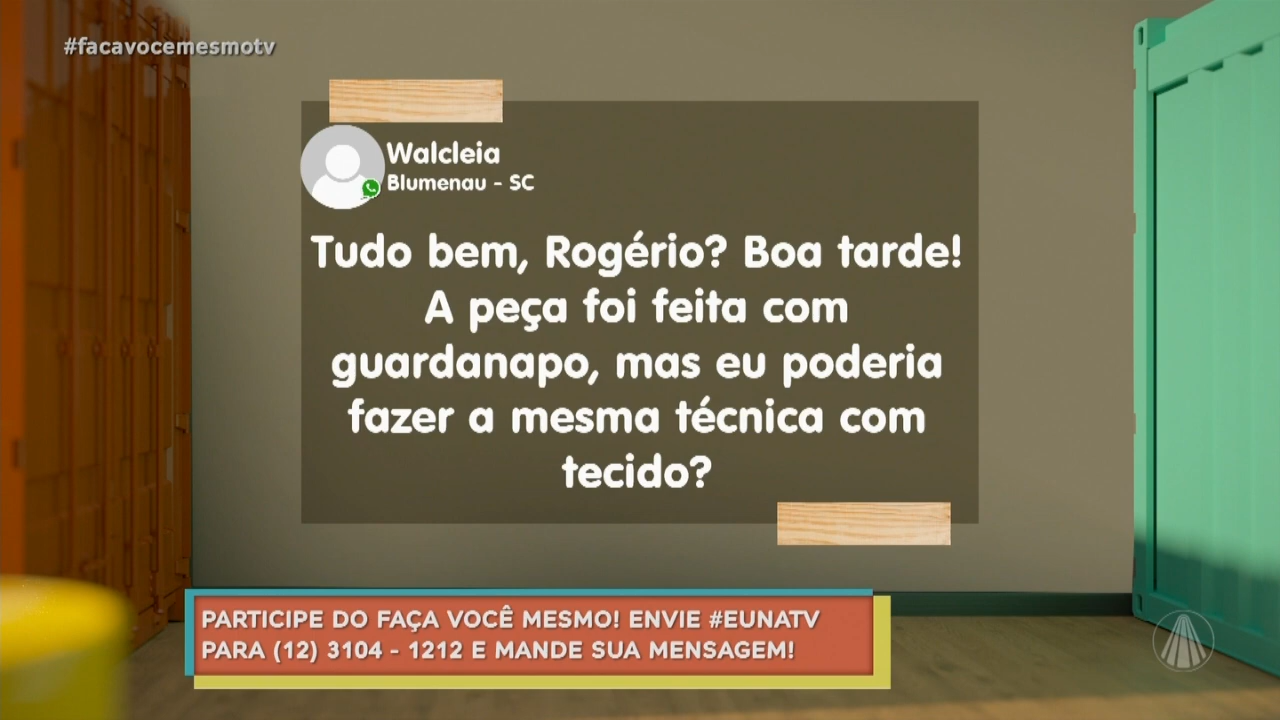 #facavocemesmotv
Walcleia
Blumenau - SC
Tudo bem, Rogério? Boa tarde!
A peça foi feita com
guardanapo, mas eu poderia
fazer a mesma técnica com
tecido?
PARTICIPE DO FAÇA VOCÊ MESMO! ENVIE #EUNATV
PARA (12) 3104 - 1212 E MANDE SUA MENSAGEM!